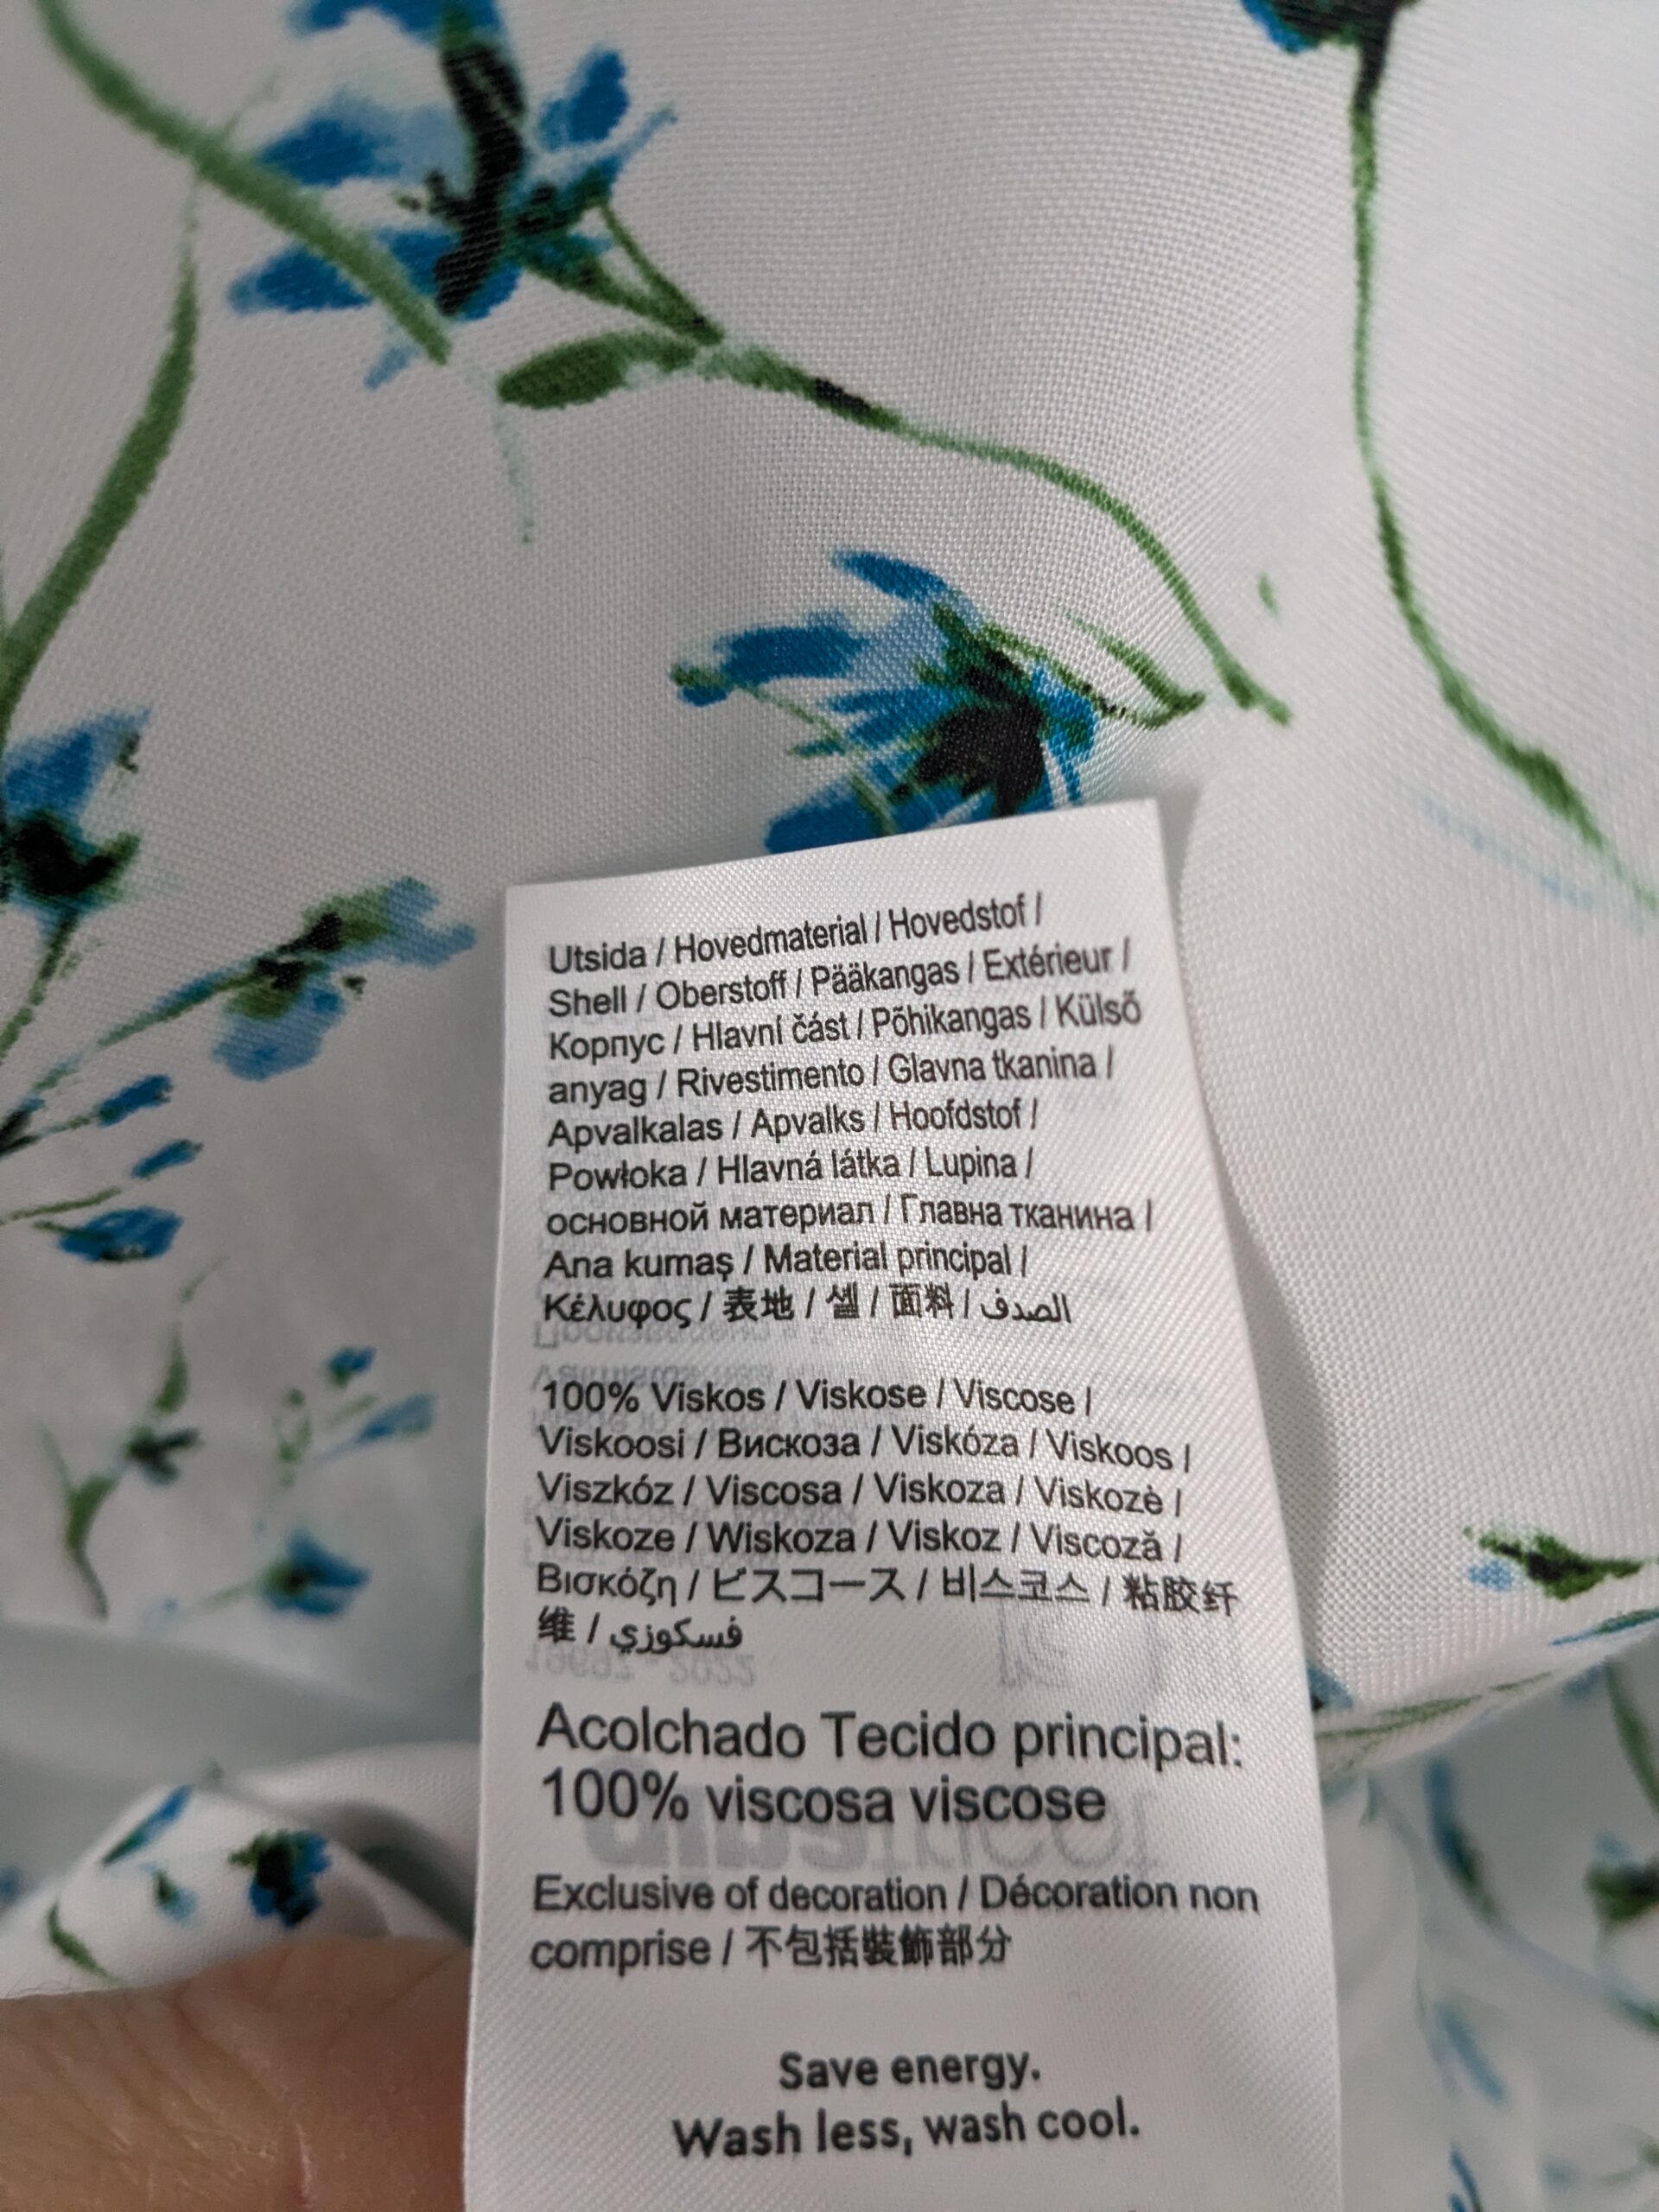 Utsida / Hovedmaterial / Hovedstof /
Shell / Oberstoff / Pääkangas / Extérieur /
Корпус / Hlavní část / Põhikangas / Külső
anyag / Rivestimento / Glavna tkanina /
Apvalkalas / Apvalks / Hoofdstof /
Powłoka / Hlavná látka / Lupina /
основной материал / Главна тканина /
Ana kumaş / Material principal /
Κέλυφος / 表地 / 셸 / 面料 / الصدف
100% Viskos / Viskose / Viscose /
Viskoosi / Вискоза / Viskóza / Viskoos /
Viszkóz / Viscosa / Viskoza / Viskozė /
Viskoze / Wiskoza / Viskoz / Viscoză /
Βισκόζη / ビスコース / 비스코스 / 粘胶纤
维 / فسكوزي
Acolchado Tecido principal:
100% viscosa viscose
Exclusive of decoration / Décoration non
comprise / 不包括裝飾部分
Save energy.
Wash less, wash cool.